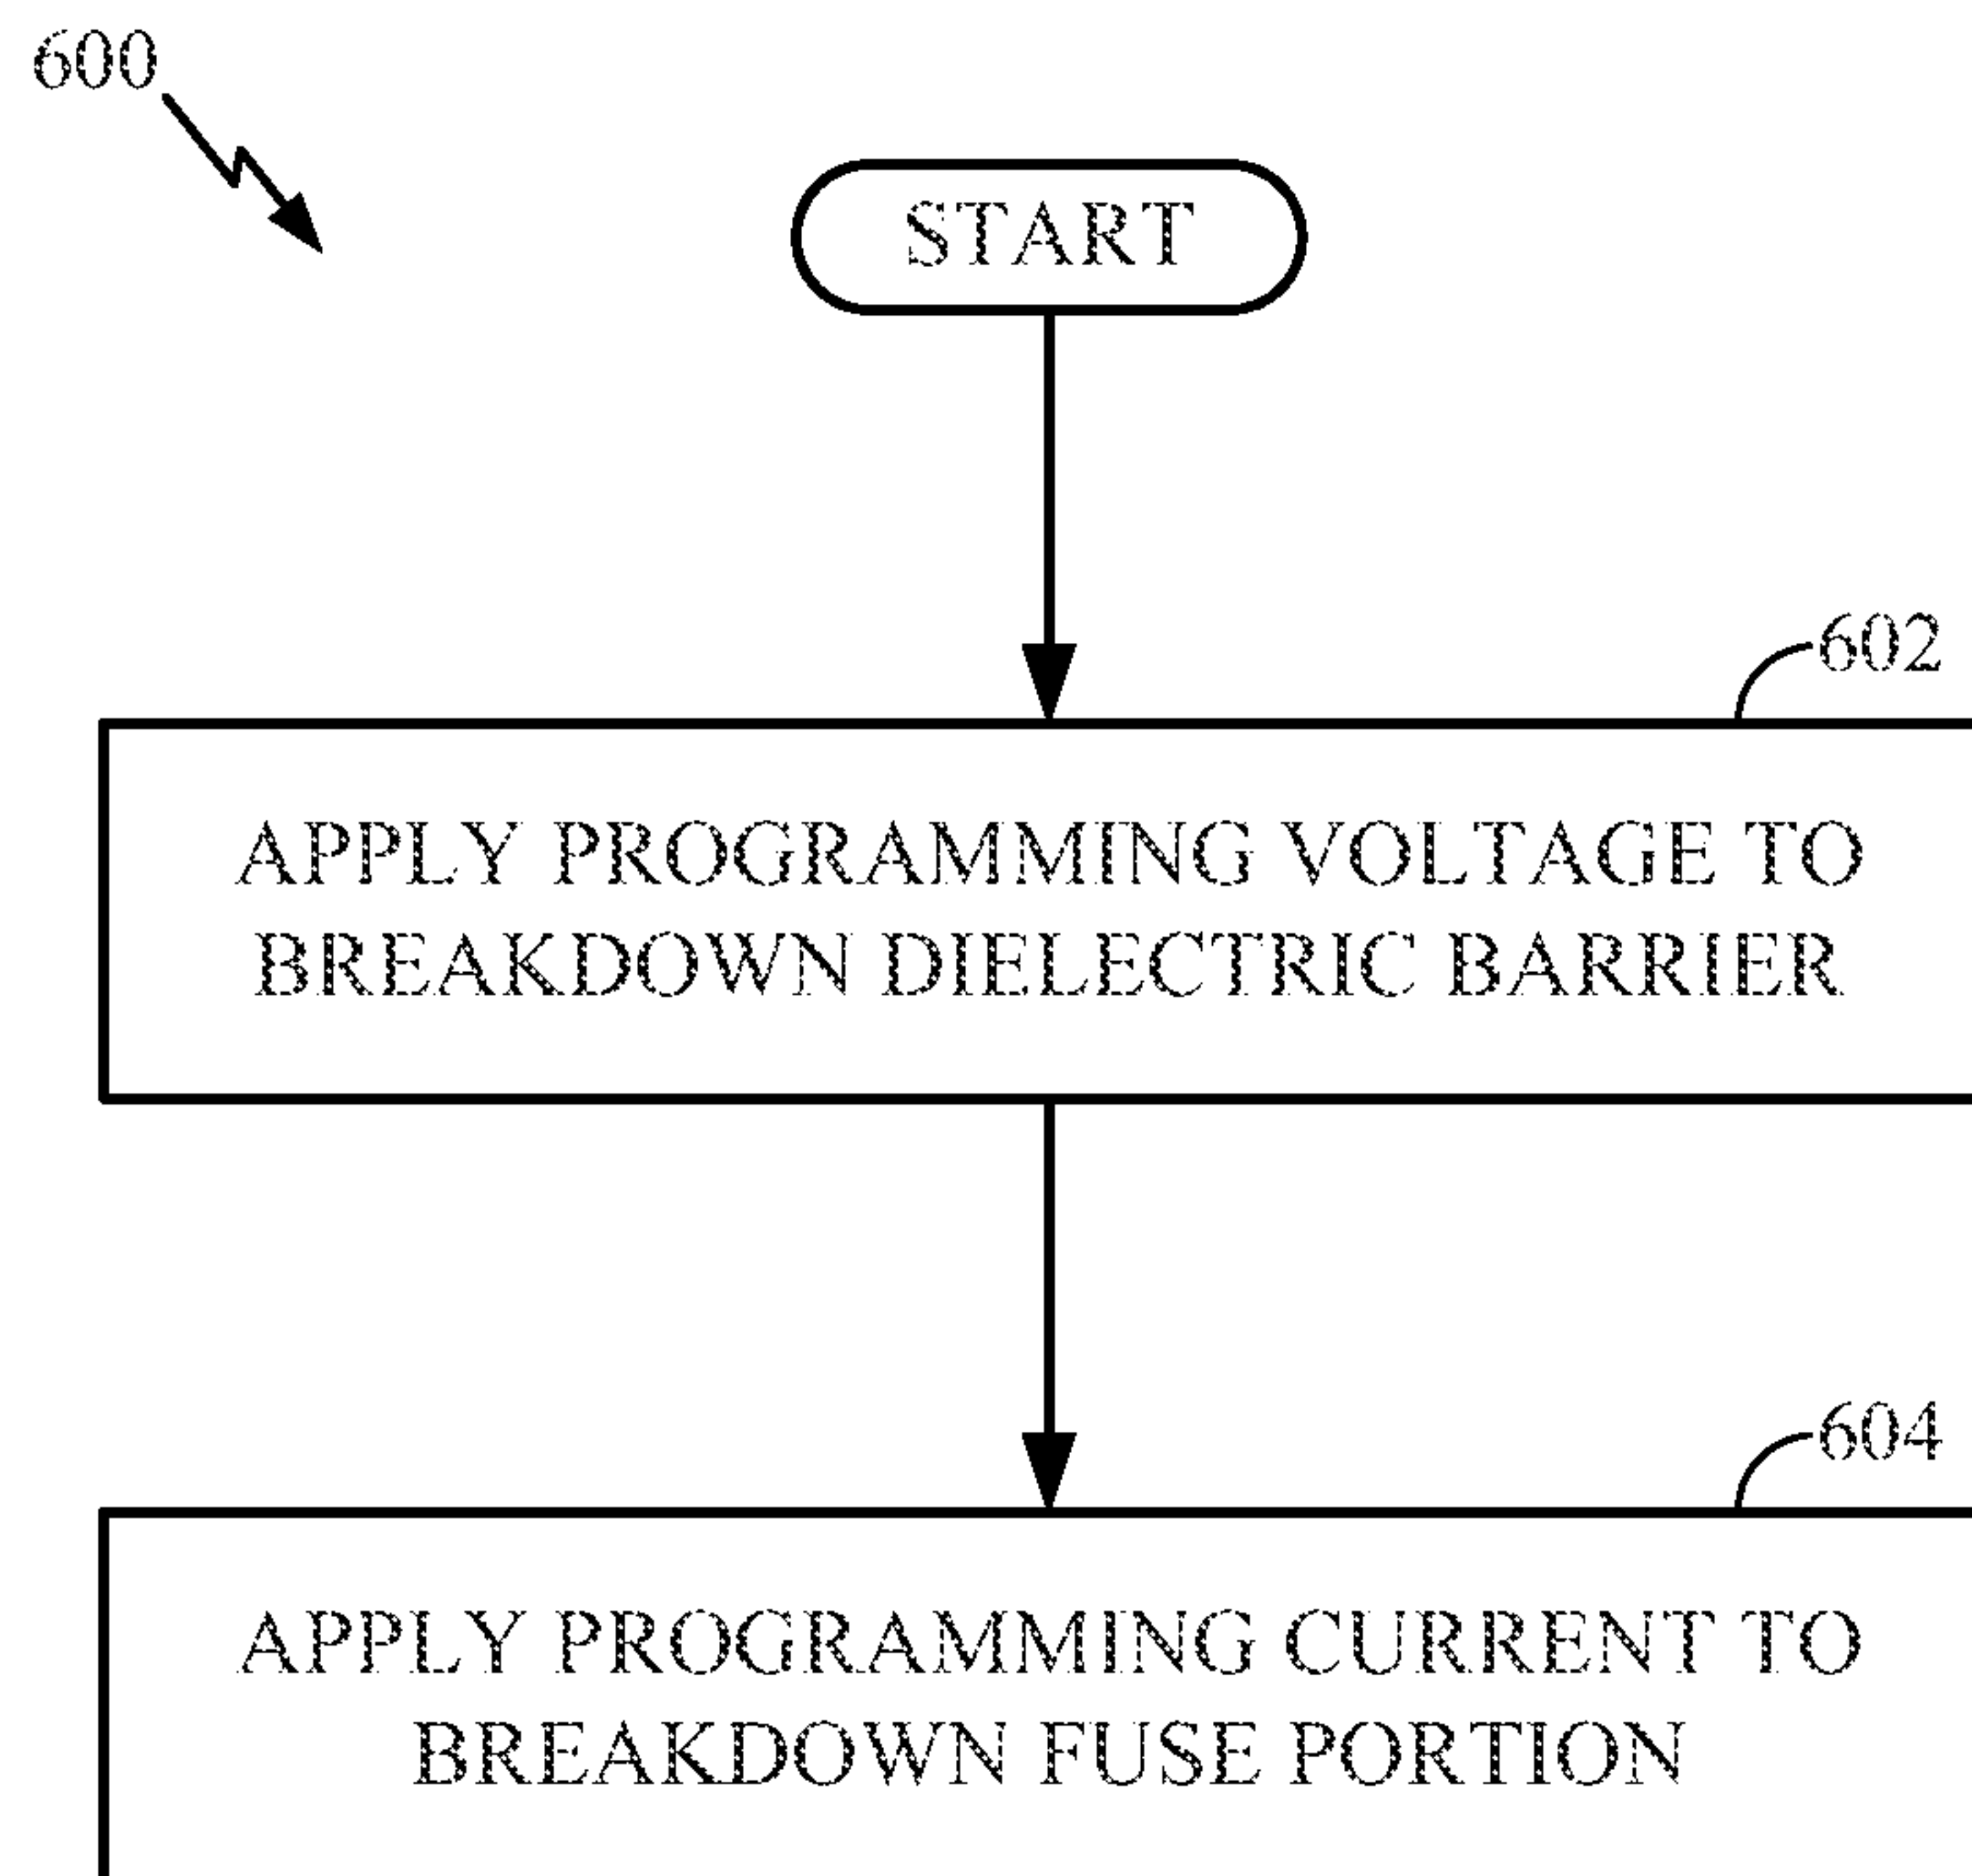 600
START
602
APPLY PROGRAMMING VOLTAGE TO
BREAKDOWN DIELECTRIC BARRIER
604
APPLY PROGRAMMING CURRENT TO
BREAKDOWN FUSE PORTION